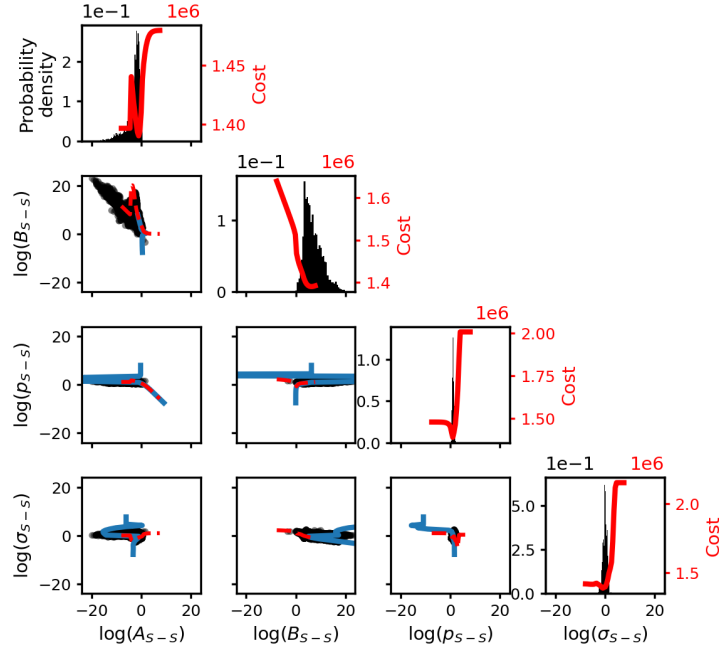 1e−1
1e6
Probability
density
2
1
0
1.45
1.40
Cost
−20
0
20
log(B_{S−S})
20
0
−20
1e−1
1e6
1
0
1.6
1.5
1.4
Cost
log(p_{S−S})
20
0
−20
1e6
1.0
0.5
0.0
2.00
1.75
1.50
Cost
log(σ_{S−S})
20
0
−20
1e−1
1e6
5.0
2.5
0.0
2.0
1.4
Cost
−20 0 20
−20 0 20
−20 0 20
−20 0 20
log(A_{S−S})
log(B_{S−S})
log(p_{S−S})
log(σ_{S−S})